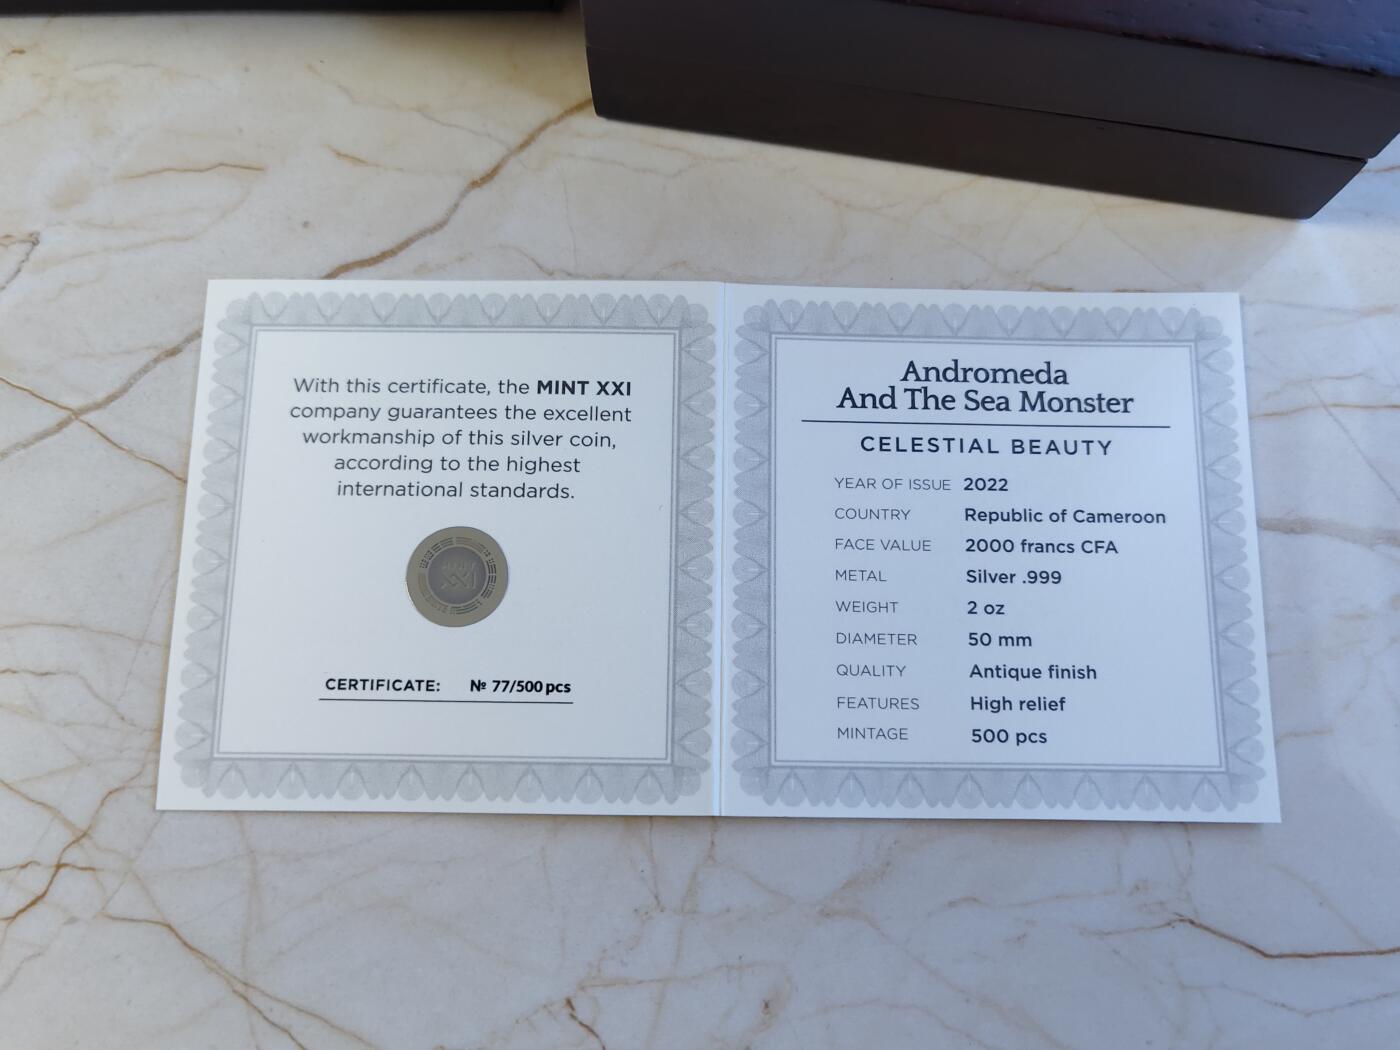 With this certificate, the MINT XXI
company guarantees the excellent
workmanship of this silver coin,
according to the highest
international standards.
MINT
XXI
CERTIFICATE: № 77/500 pcs
Andromeda
And The Sea Monster
CELESTIAL BEAUTY
YEAR OF ISSUE 2022
COUNTRY Republic of Cameroon
FACE VALUE 2000 francs CFA
METAL Silver .999
WEIGHT 2 oz
DIAMETER 50 mm
QUALITY Antique finish
FEATURES High relief
MINTAGE 500 pcs